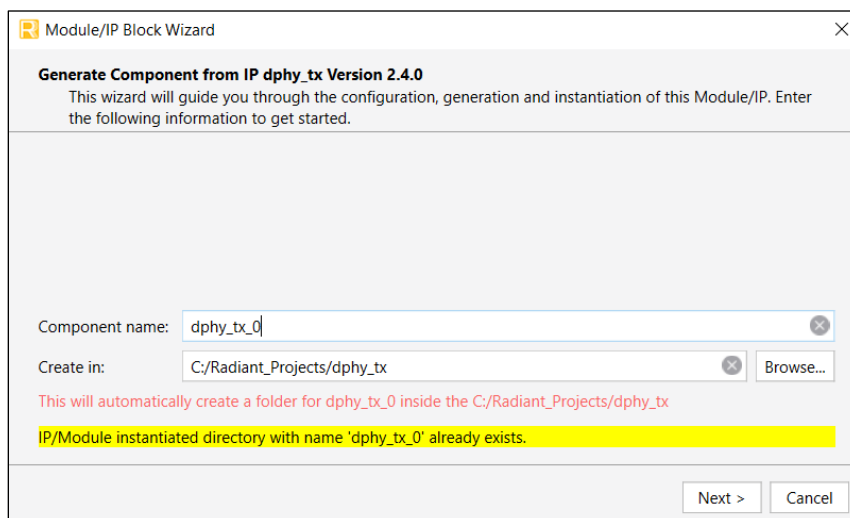 Module/IP Block Wizard
Generate Component from IP dphy_tx Version 2.4.0
This wizard will guide you through the configuration, generation and instantiation of this Module/IP. Enter
the following information to get started.
Component name: dphy_tx_0
Create in: C:/Radiant_Projects/dphy_tx Browse...
This will automatically create a folder for dphy_tx_0 inside the C:/Radiant_Projects/dphy_tx
IP/Module instantiated directory with name 'dphy_tx_0' already exists.
Next > Cancel